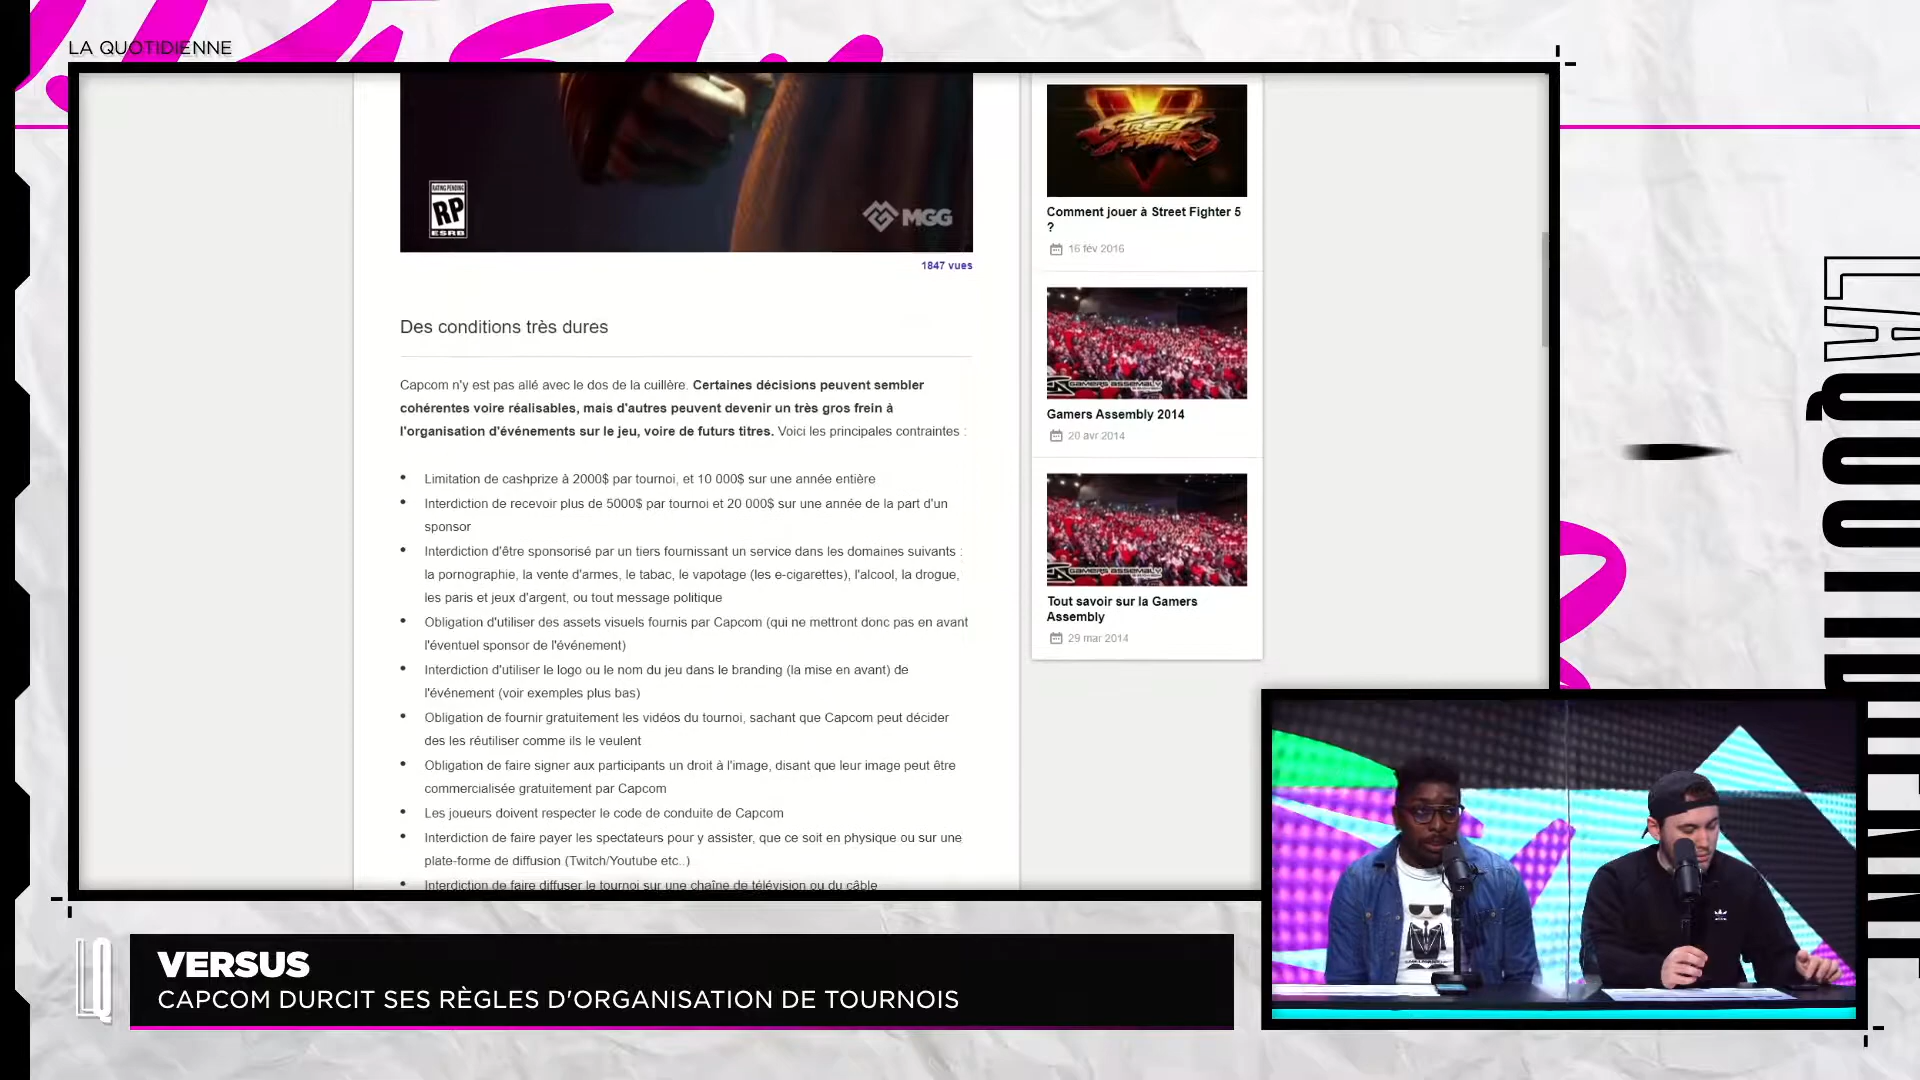 LA QUOTIDIENNE
RATING PENDING
RP
ESRB
MGG
1847 vues
Des conditions très dures
Capcom n'y est pas allé avec le dos de la cuillère. Certaines décisions peuvent sembler
cohérentes voire réalisables, mais d'autres peuvent devenir un très gros frein à
l'organisation d'événements sur le jeu, voire de futurs titres. Voici les principales contraintes :
• Limitation de cashprize à 2000$ par tournoi, et 10 000$ sur une année entière
• Interdiction de recevoir plus de 5000$ par tournoi et 20 000$ sur une année de la part d'un
sponsor
• Interdiction d'être sponsorisé par un tiers fournissant un service dans les domaines suivants :
la pornographie, la vente d'armes, le tabac, le vapotage (les e-cigarettes), l'alcool, la drogue,
les paris et jeux d'argent, ou tout message politique
• Obligation d'utiliser des assets visuels fournis par Capcom (qui ne mettront donc pas en avant
l'éventuel sponsor de l'événement)
• Interdiction d'utiliser le logo ou le nom du jeu dans le branding (la mise en avant) de
l'événement (voir exemples plus bas)
• Obligation de fournir gratuitement les vidéos du tournoi, sachant que Capcom peut décider
des les réutiliser comme ils le veulent
• Obligation de faire signer aux participants un droit à l'image, disant que leur image peut être
commercialisée gratuitement par Capcom
• Les joueurs doivent respecter le code de conduite de Capcom
• Interdiction de faire payer les spectateurs pour y assister, que ce soit en physique ou sur une
plate-forme de diffusion (Twitch/Youtube etc..)
• Interdiction de faire diffuser le tournoi sur une chaîne de télévision ou du câble
STREET
FIGHTER
V
Comment jouer à Street Fighter 5
?
16 fév 2016
GAMERS ASSEMBLY
Gamers Assembly 2014
20 avr 2014
GAMERS ASSEMBLY
Tout savoir sur la Gamers
Assembly
29 mar 2014
LA QUOTIDIENNE
LQ
VERSUS
CAPCOM DURCIT SES RÈGLES D'ORGANISATION DE TOURNOIS